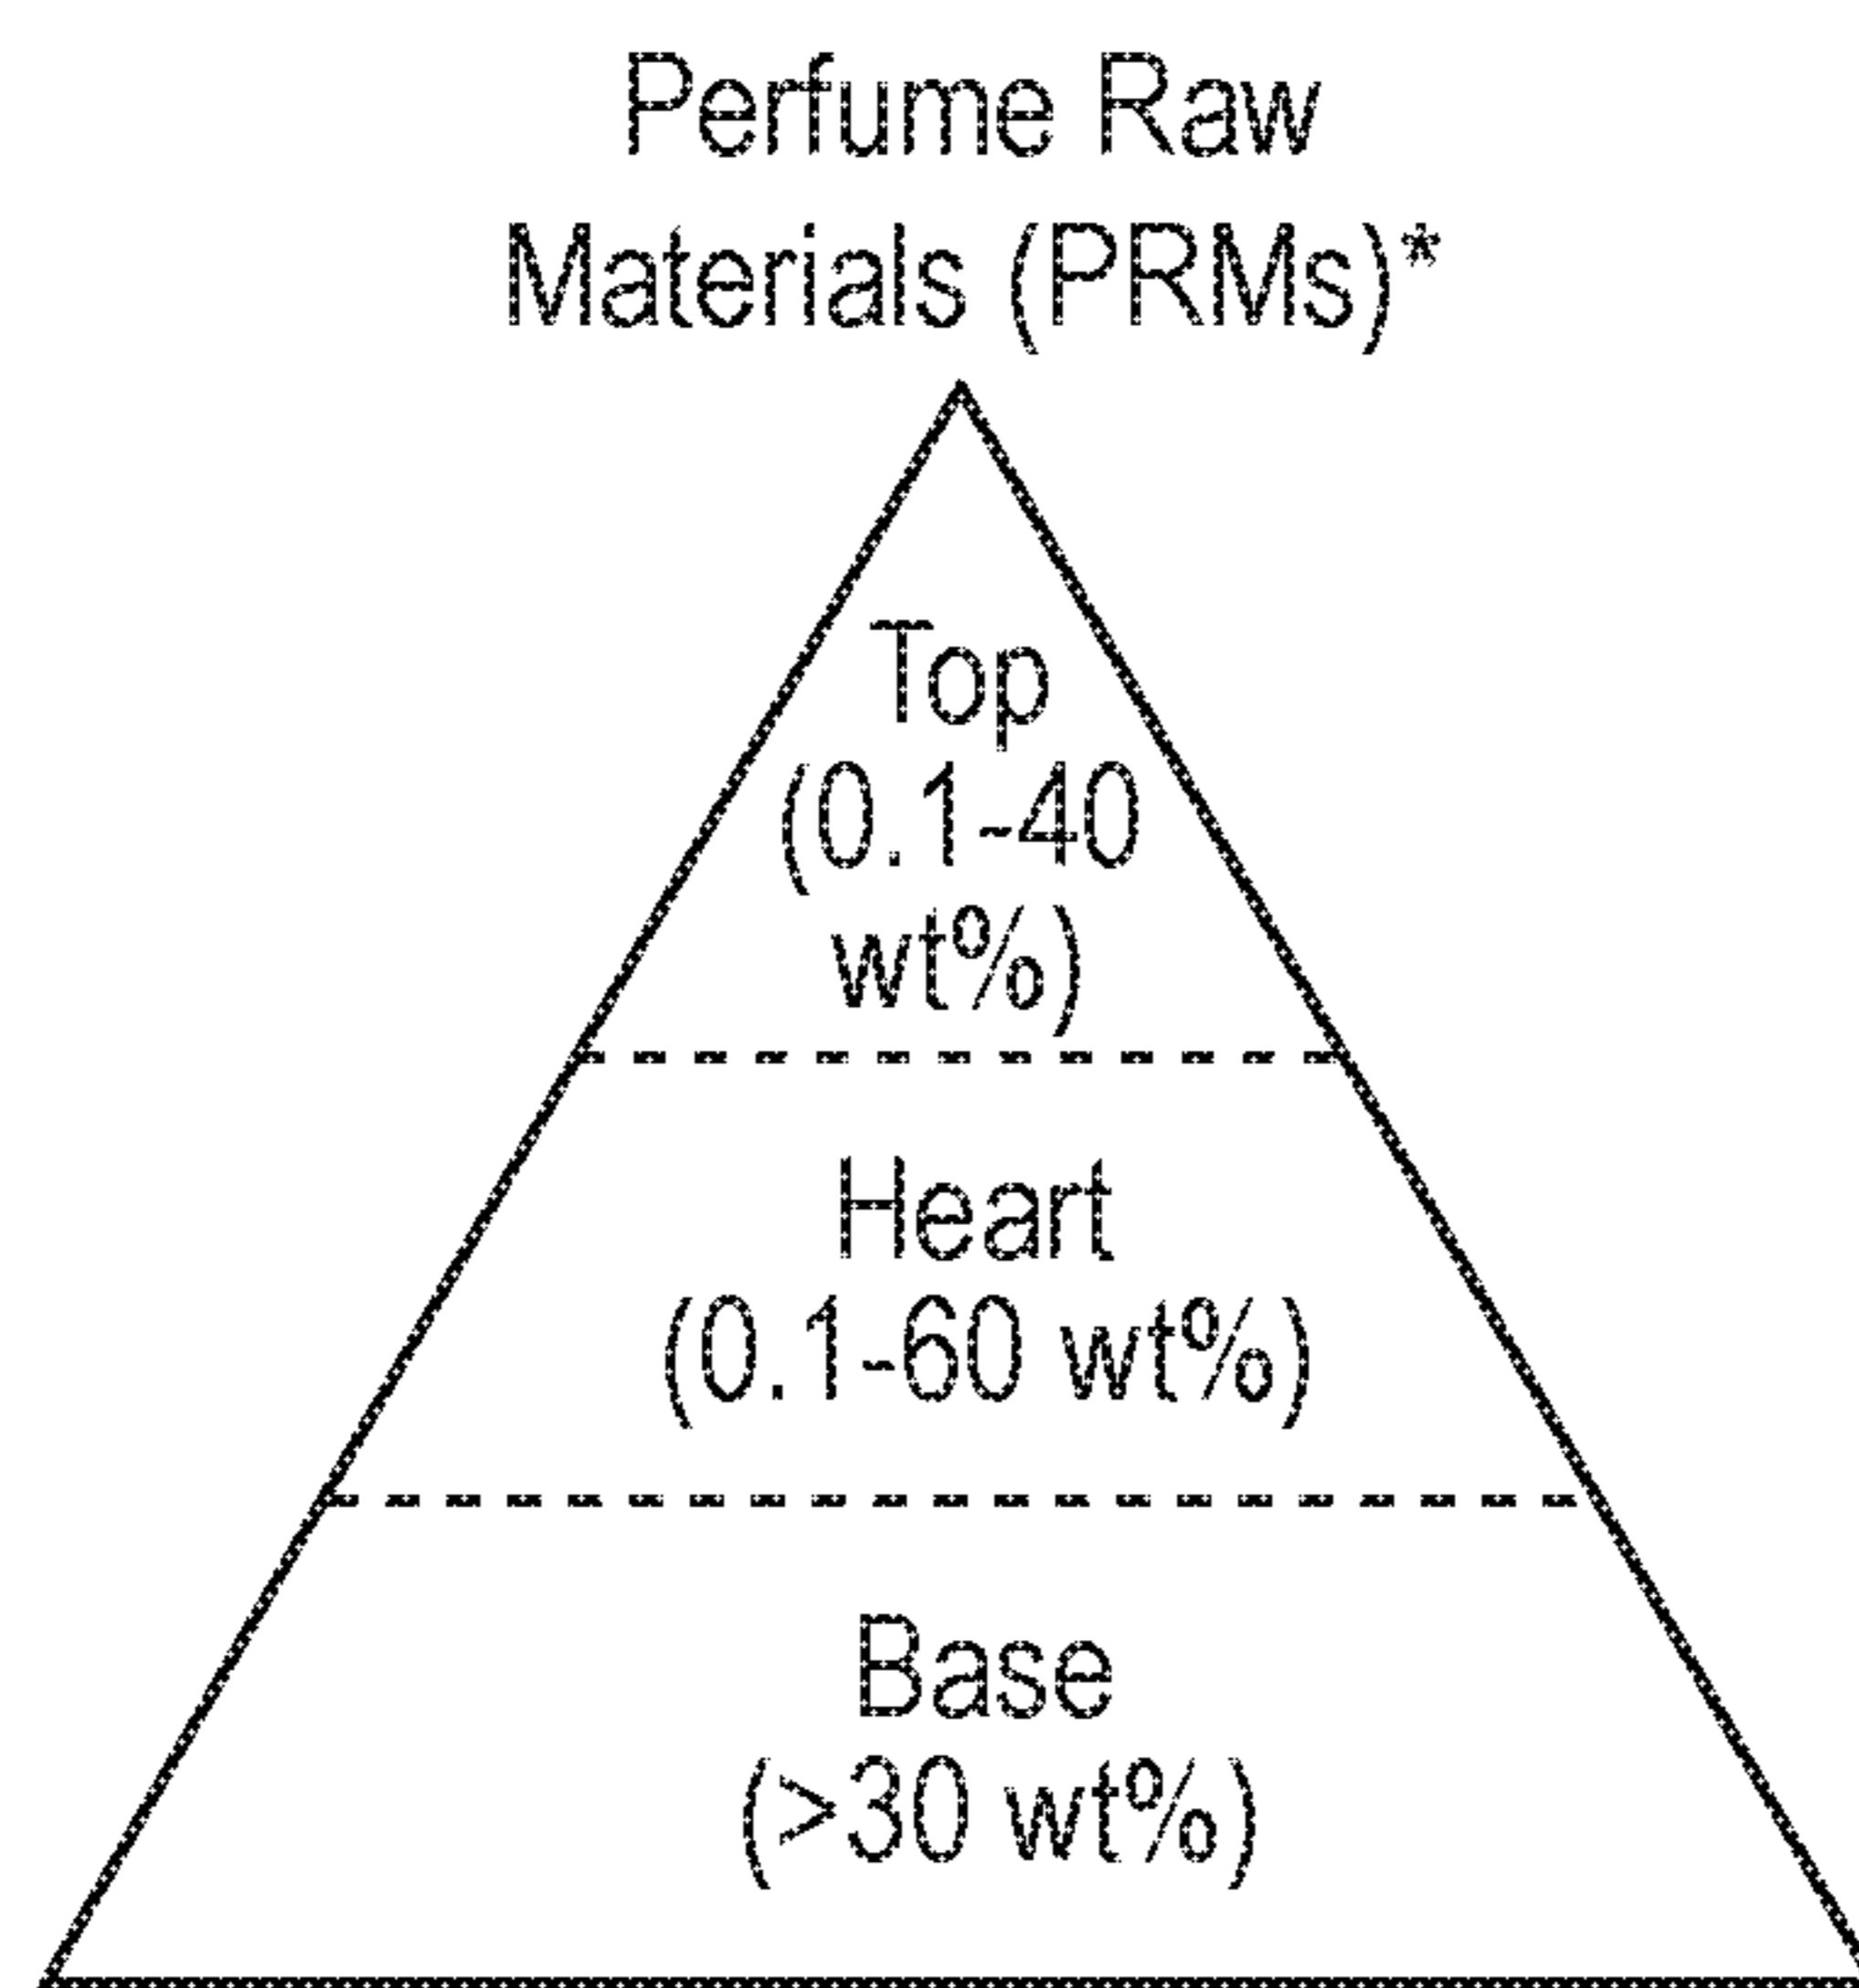 Perfume Raw
Materials (PRMs)*
Top
(0.1-40
wt%)
Heart
(0.1-60 wt%)
Base
(>30 wt%)